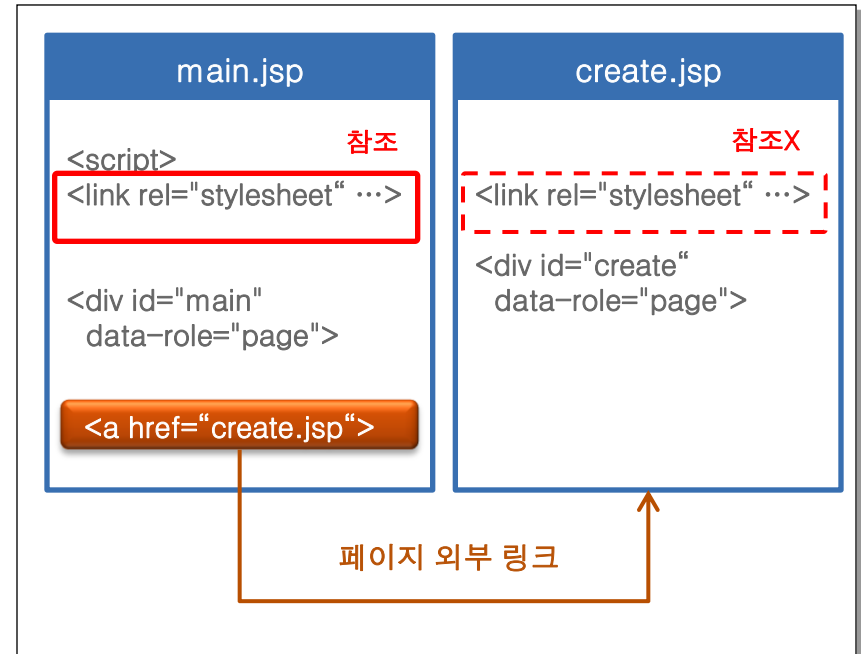 main.jsp
참조
<script>
<link rel="stylesheet“ ⋯>
<div id="main"
data-role="page">
<a href=“create.jsp“>
create.jsp
참조X
<link rel="stylesheet“ ⋯>
<div id="create“
data-role="page">
페이지 외부 링크